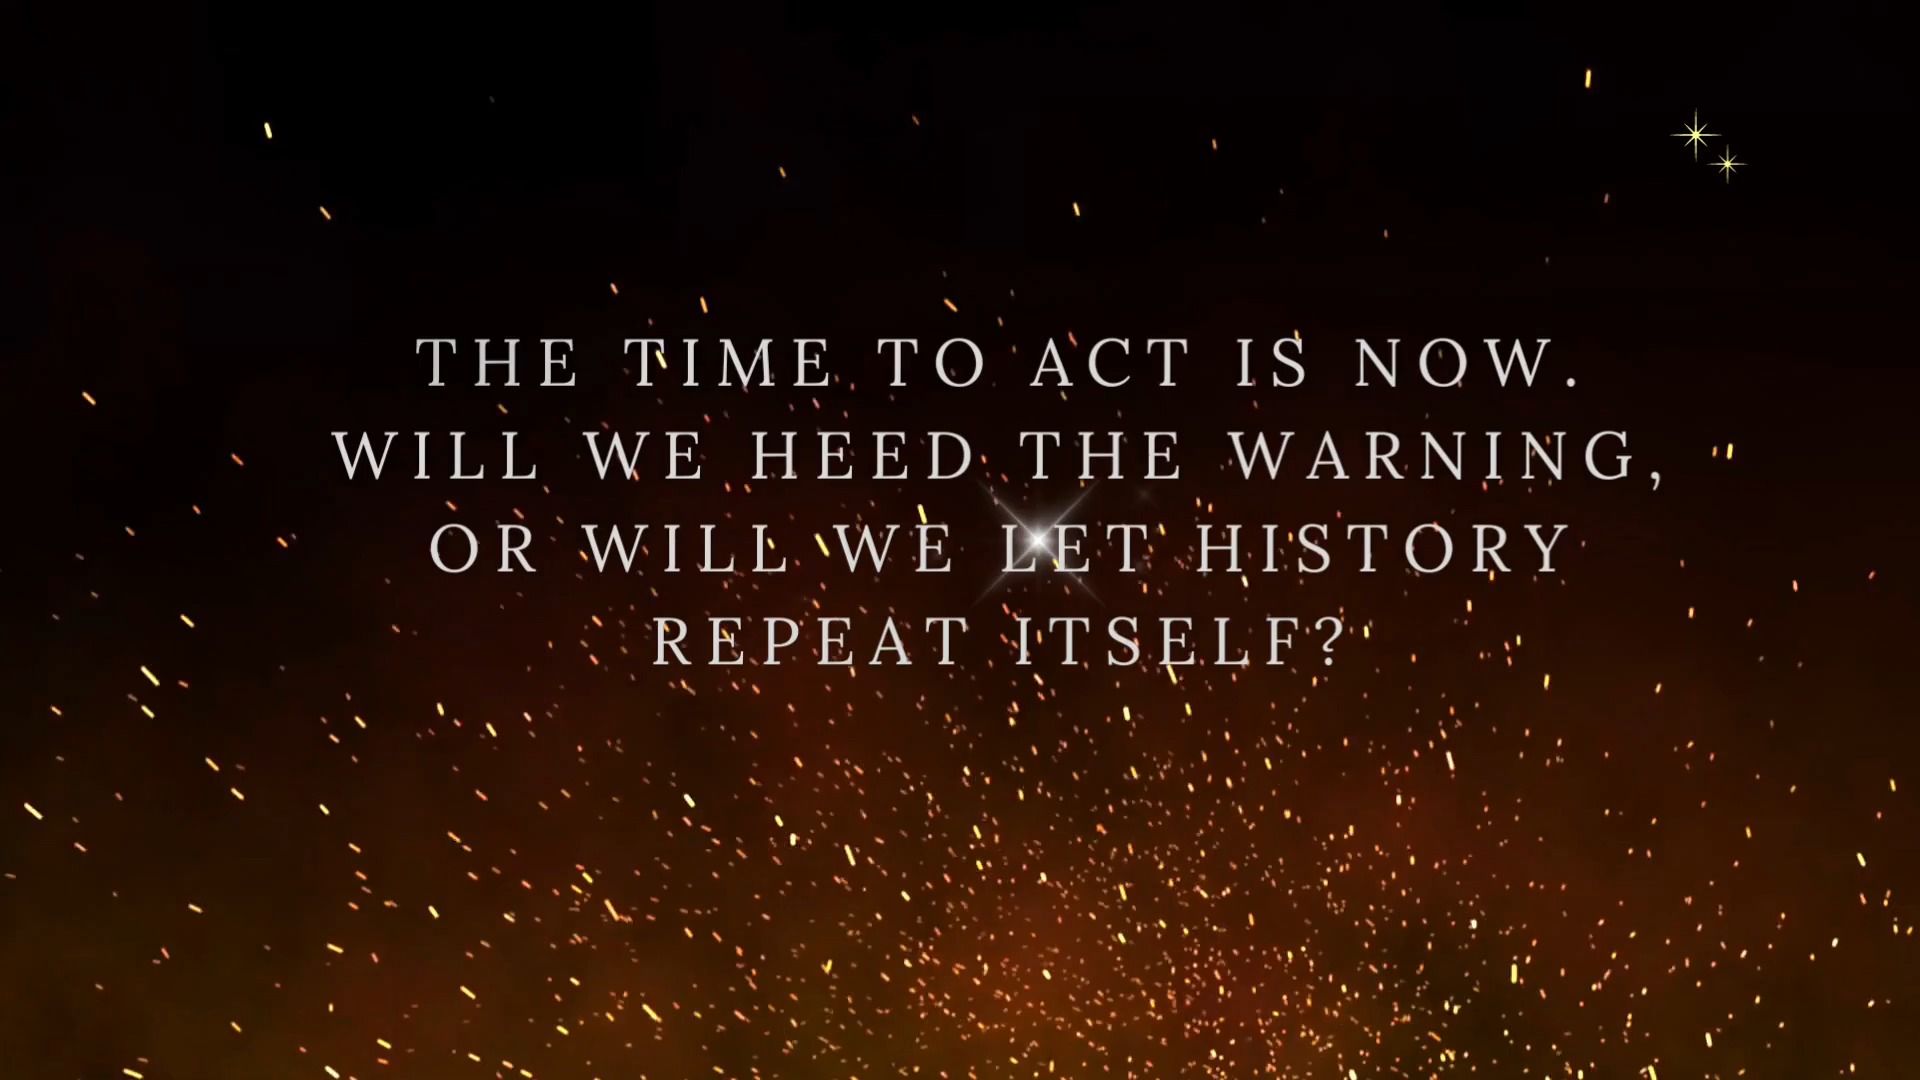 THE TIME TO ACT IS NOW.
WILL WE HEED THE WARNING,
OR WILL WE LET HISTORY
REPEAT ITSELF?